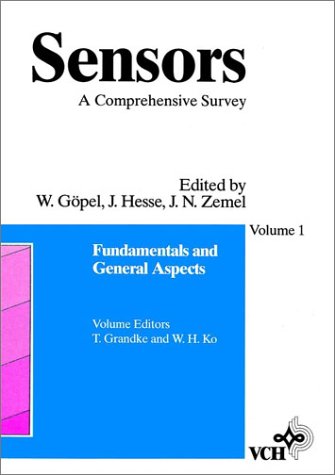 Sensors
A Comprehensive Survey
Edited by
W. Göpel, J. Hesse, J. N. Zemel
Volume 1
Fundamentals and
General Aspects
Volume Editors
T. Grandke and W. H. Ko
VCH